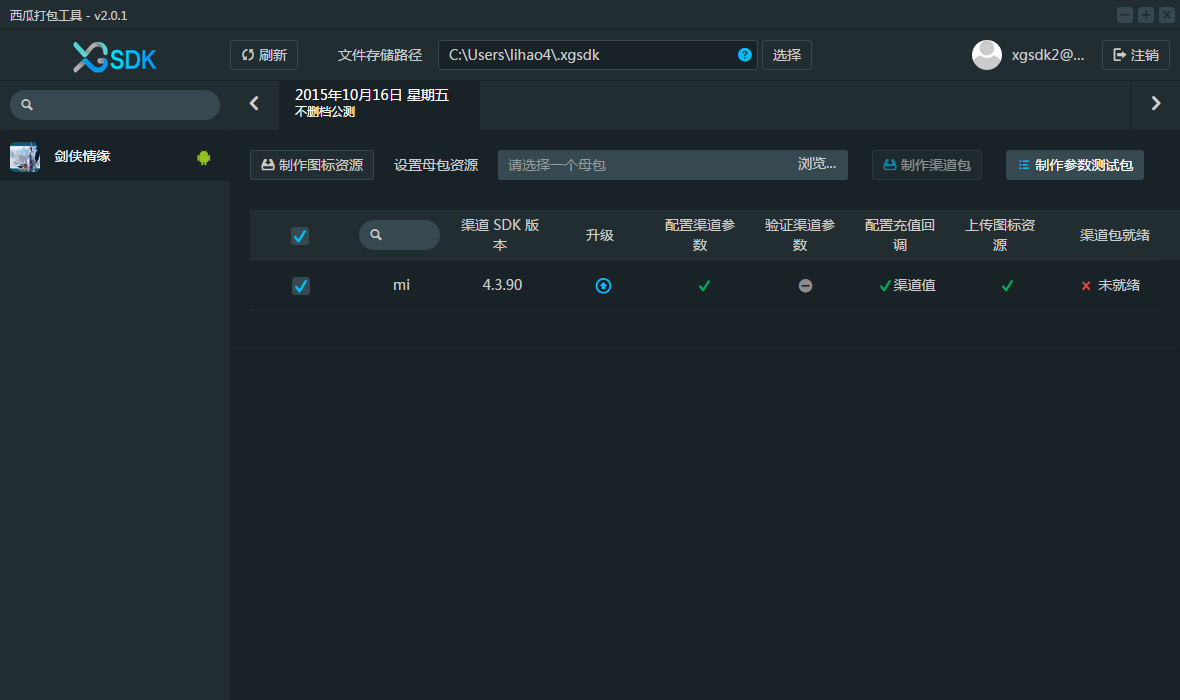 西瓜打包工具 - v2.0.1
XGSDK
刷新
文件存储路径
C:\Users\lihao4\.xgsdk
?
选择
xgsdk2@...
注销
2015年10月16日 星期五
不删档公测
剑侠情缘
制作图标资源
设置母包资源
请选择一个母包
浏览...
制作渠道包
制作参数测试包
渠道 SDK 版
本
升级
配置渠道参
数
验证渠道参
数
配置充值回
调
上传图标资
源
渠道包就绪
mi
4.3.90
渠道值
未就绪